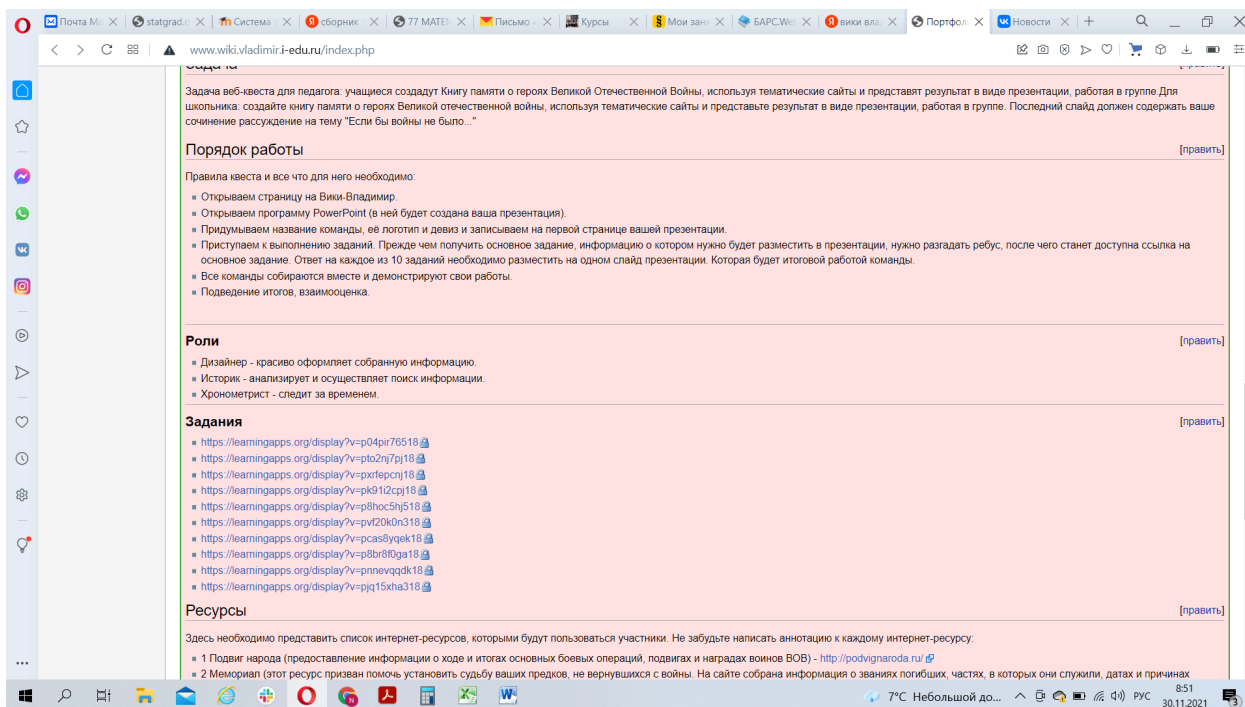 Почта Ma
statgrad.o
Система
сборник
77 МАТЕМ
Письмо «
Курсы
Мои зан
БАРС.We
вики вла
Портфол
Новости
www.wiki.vladimir.i-edu.ru/index.php
Задача
[править]
Задача веб-квеста для педагога: учащиеся создадут Книгу памяти о героях Великой Отечественной Войны, используя тематические сайты и представят результат в виде презентации, работая в группе.Для
школьника: создайте книгу памяти о героях Великой отечественной войны, используя тематические сайты и представьте результат в виде презентации, работая в группе. Последний слайд должен содержать ваше
сочинение рассуждение на тему "Если бы войны не было..."
Порядок работы
[править]
Правила квеста и все что для него необходимо:
Открываем страницу на Вики-Владимир.
Открываем программу PowerPoint (в ней будет создана ваша презентация).
Придумываем название команды, её логотип и девиз и записываем на первой странице вашей презентации.
Приступаем к выполнению заданий. Прежде чем получить основное задание, информацию о котором нужно будет разместить в презентации, нужно разгадать ребус, после чего станет доступна ссылка на
основное задание. Ответ на каждое из 10 заданий необходимо разместить на одном слайд презентации. Которая будет итоговой работой команды.
Все команды собираются вместе и демонстрируют свои работы.
Подведение итогов, взаимооценка.
Роли
[править]
Дизайнер - красиво оформляет собранную информацию.
Историк - анализирует и осуществляет поиск информации.
Хронометрист - следит за временем.
Задания
[править]
https://learningapps.org/display?v=p04pir76518
https://learningapps.org/display?v=pto2nj7pj18
https://learningapps.org/display?v=pxrfepcnj18
https://learningapps.org/display?v=pk91i2cpj18
https://learningapps.org/display?v=p8hoc5hj518
https://learningapps.org/display?v=pvf20k0n318
https://learningapps.org/display?v=pcas8yqek18
https://learningapps.org/display?v=p8br8f0ga18
https://learningapps.org/display?v=pnnevqqdk18
https://learningapps.org/display?v=pjq15xha318
Ресурсы
[править]
Здесь необходимо представить список интернет-ресурсов, которыми будут пользоваться участники. Не забудьте написать аннотацию к каждому интернет-ресурсу:
1 Подвиг народа (предоставление информации о ходе и итогах основных боевых операций, подвигах и наградах воинов ВОВ) - http://podvignaroda.ru/
2 Мемориал (этот ресурс призван помочь установить судьбу ваших предков, не вернувшихся с войны. На сайте собрана информация о званиях погибших, частях, в которых они служили, датах и причинах
7°C Небольшой до...
РУС
8:51
30.11.2021